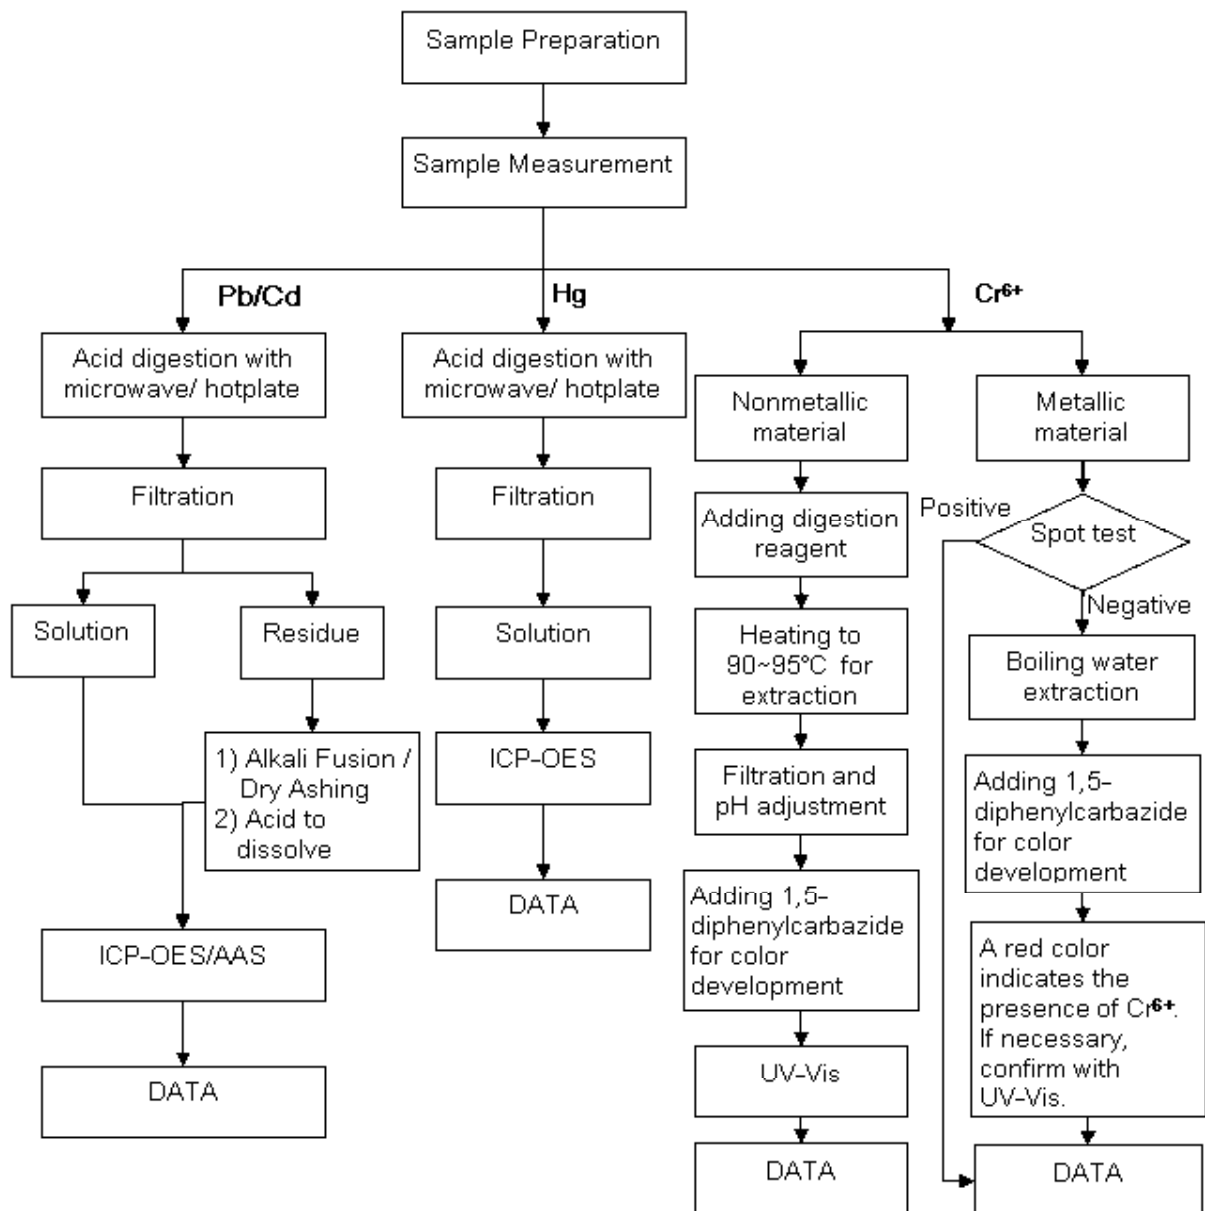 Sample Preparation
Sample Measurement
Pb/Cd
Hg
Cr⁶⁺
Acid digestion with
microwave/ hotplate
Filtration
Solution
Residue
1) Alkali Fusion /
Dry Ashing
2) Acid to
dissolve
ICP-OES/AAS
DATA
Acid digestion with
microwave/ hotplate
Filtration
Solution
ICP-OES
DATA
Nonmetallic
material
Adding digestion
reagent
Heating to
90~95°C for
extraction
Filtration and
pH adjustment
Adding 1,5-
diphenylcarbazide
for color
development
UV-Vis
DATA
Metallic
material
Positive
Spot test
Negative
Boiling water
extraction
Adding 1,5-
diphenylcarbazide
for color
development
A red color
indicates the
presence of Cr⁶⁺.
If necessary,
confirm with
UV-Vis.
DATA